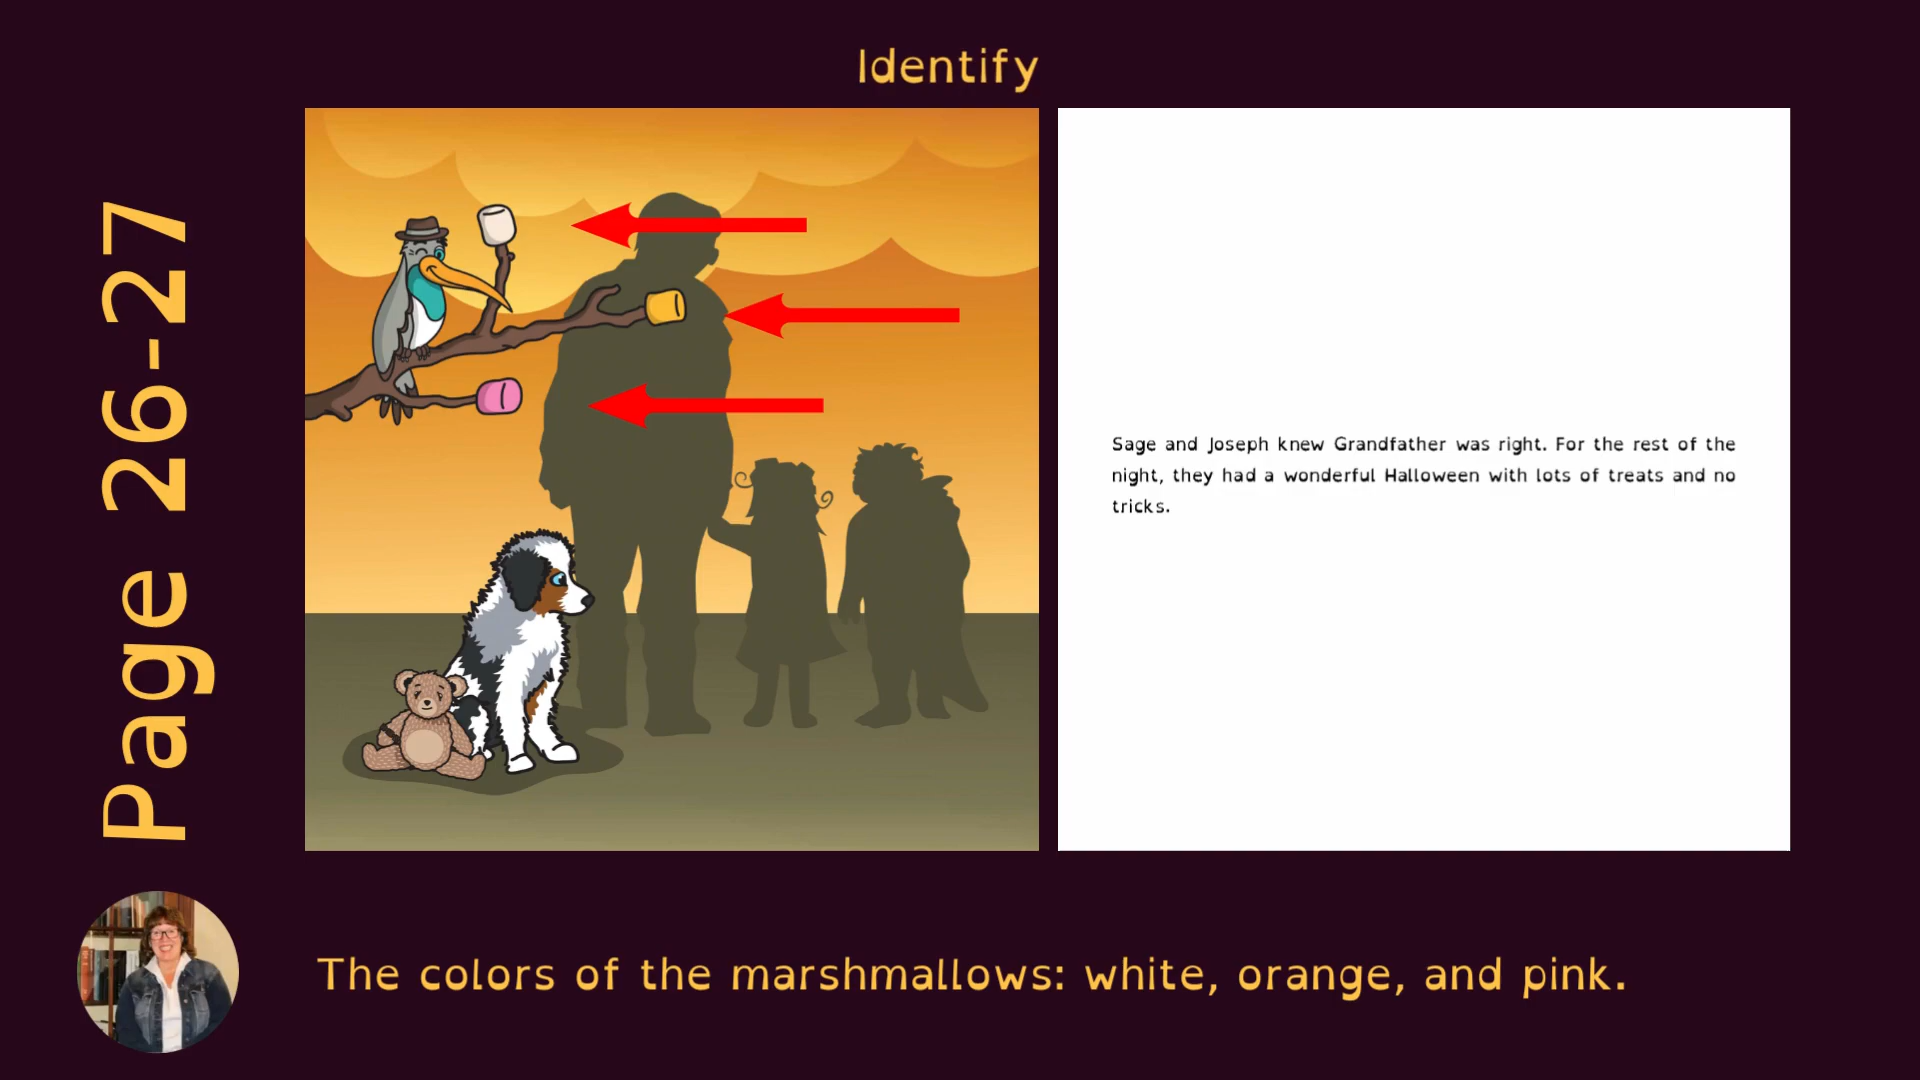 Identify
Page 26-27
Sage and Joseph knew Grandfather was right. For the rest of the
night, they had a wonderful Halloween with lots of treats and no
tricks.
The colors of the marshmallows: white, orange, and pink.